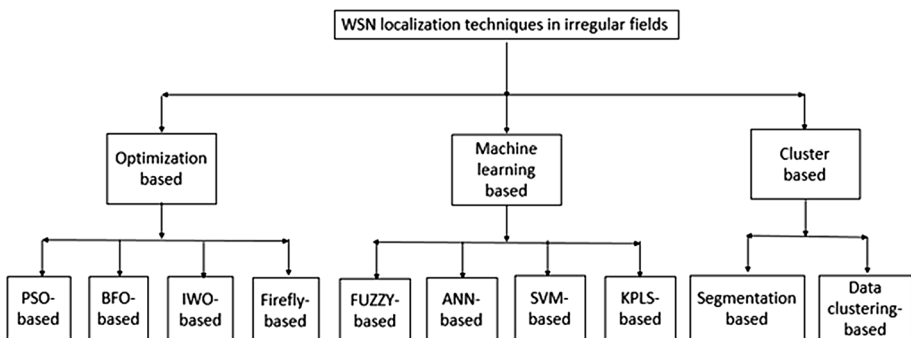 WSN localization techniques in irregular fields
Optimization
based
Machine
learning
based
Cluster
based
PSO-
based
BFO-
based
IWO-
based
Firefly-
based
FUZZY-
based
ANN-
based
SVM-
based
KPLS-
based
Segmentation
based
Data
clustering-
based